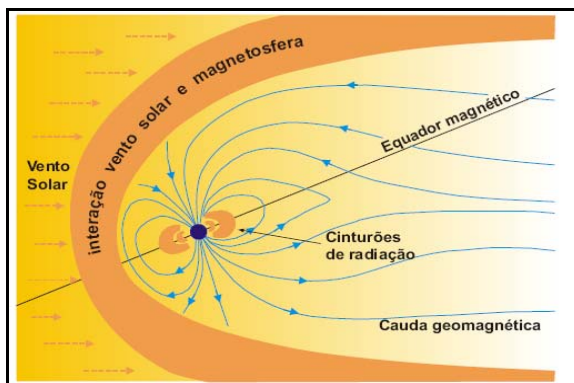 interação vento solar e magnetosfera
Equador magnético
Vento
Solar
Cinturões
de radiação
Cauda geomagnética